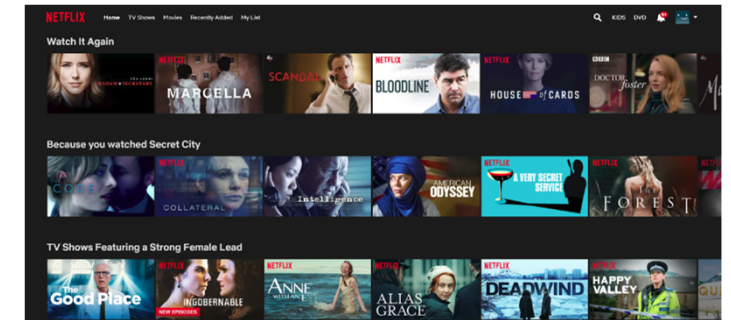 NETFLIX Home TV Shows Movies Recently Added My List KIDS DVD
Watch It Again
MADAM SECRETARY
NETFLIX
MARCELLA
SCANDAL
NETFLIX
BLOODLINE
NETFLIX
HOUSE of CARDS
BBC
DOCTOR
foster
Because you watched Secret City
CODE
NETFLIX
COLLATERAL
Intelligence
AMERICAN
ODYSSEY
NETFLIX
A VERY SECRET
SERVICE
NETFLIX
The
FOREST
TV Shows Featuring a Strong Female Lead
NETFLIX
The
Good Place
NETFLIX
INGOBERNABLE
NEW EPISODES
NETFLIX
ANNE
WITH AN E
NETFLIX
ALIAS
GRACE
NETFLIX
DEADWIND
NETFLIX
HAPPY
VALLEY